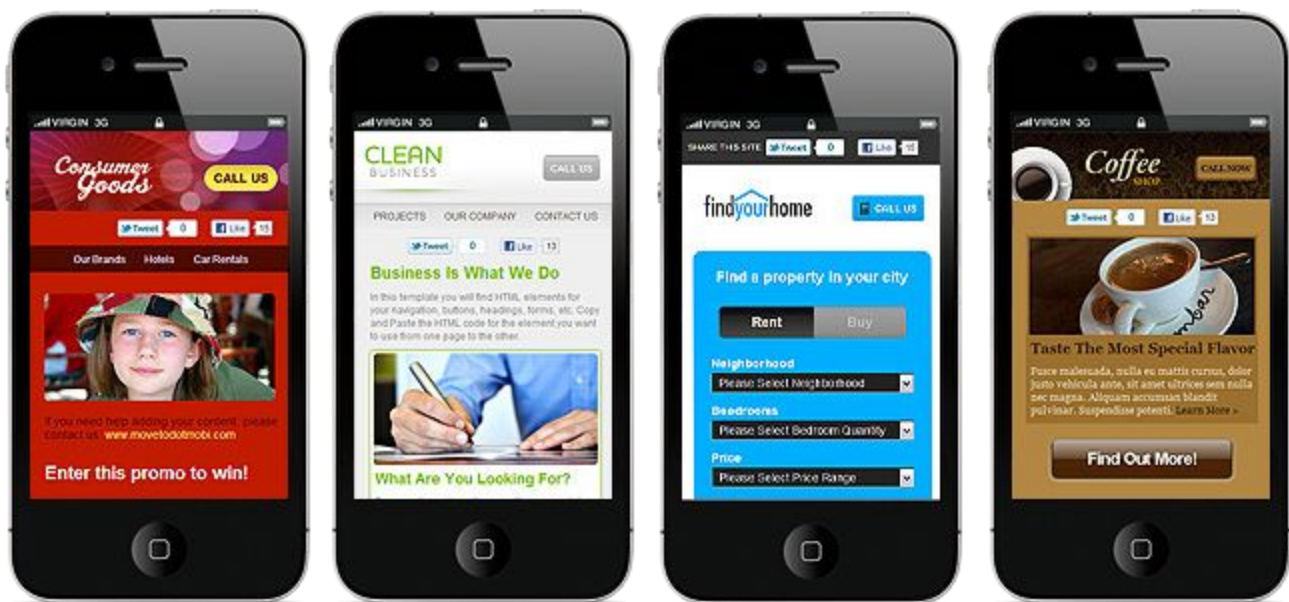 VIRGIN 3G
Consumer
Goods
CALL US
Tweet 0 Like 15
Our Brands Hotels Car Rentals
If you need help adding your content, please
contact us: www.movetodotmobi.com
Enter this promo to win!
VIRGIN 3G
CLEAN
BUSINESS
CALL US
PROJECTS OUR COMPANY CONTACT US
Tweet 0 Like 13
Business Is What We Do
In this template you will find HTML elements for
your navigation, buttons, headings, forms, etc. Copy
and Paste the HTML code for the element you want
to use from one page to the other.
What Are You Looking For?
VIRGIN 3G
SHARE THIS SITE Tweet 0 Like 15
findyourhome
CALL US
Find a property in your city
Rent Buy
Neighborhood
Please Select Neighborhood
Beedrooms
Please Select Bedroom Quantity
Price
Please Select Price Range
VIRGIN 3G
Coffee
SHOP
CALL NOW
Tweet 0 Like 13
Taste The Most Special Flavor
Fusce malesuada, nulla eu mattis cursus, dolor
justo vehicula ante, sit amet ultrices sem nulla
nec magna. Aliquam accumsan blandit
pulvinar. Suspendisse potenti. Learn More »
Find Out More!